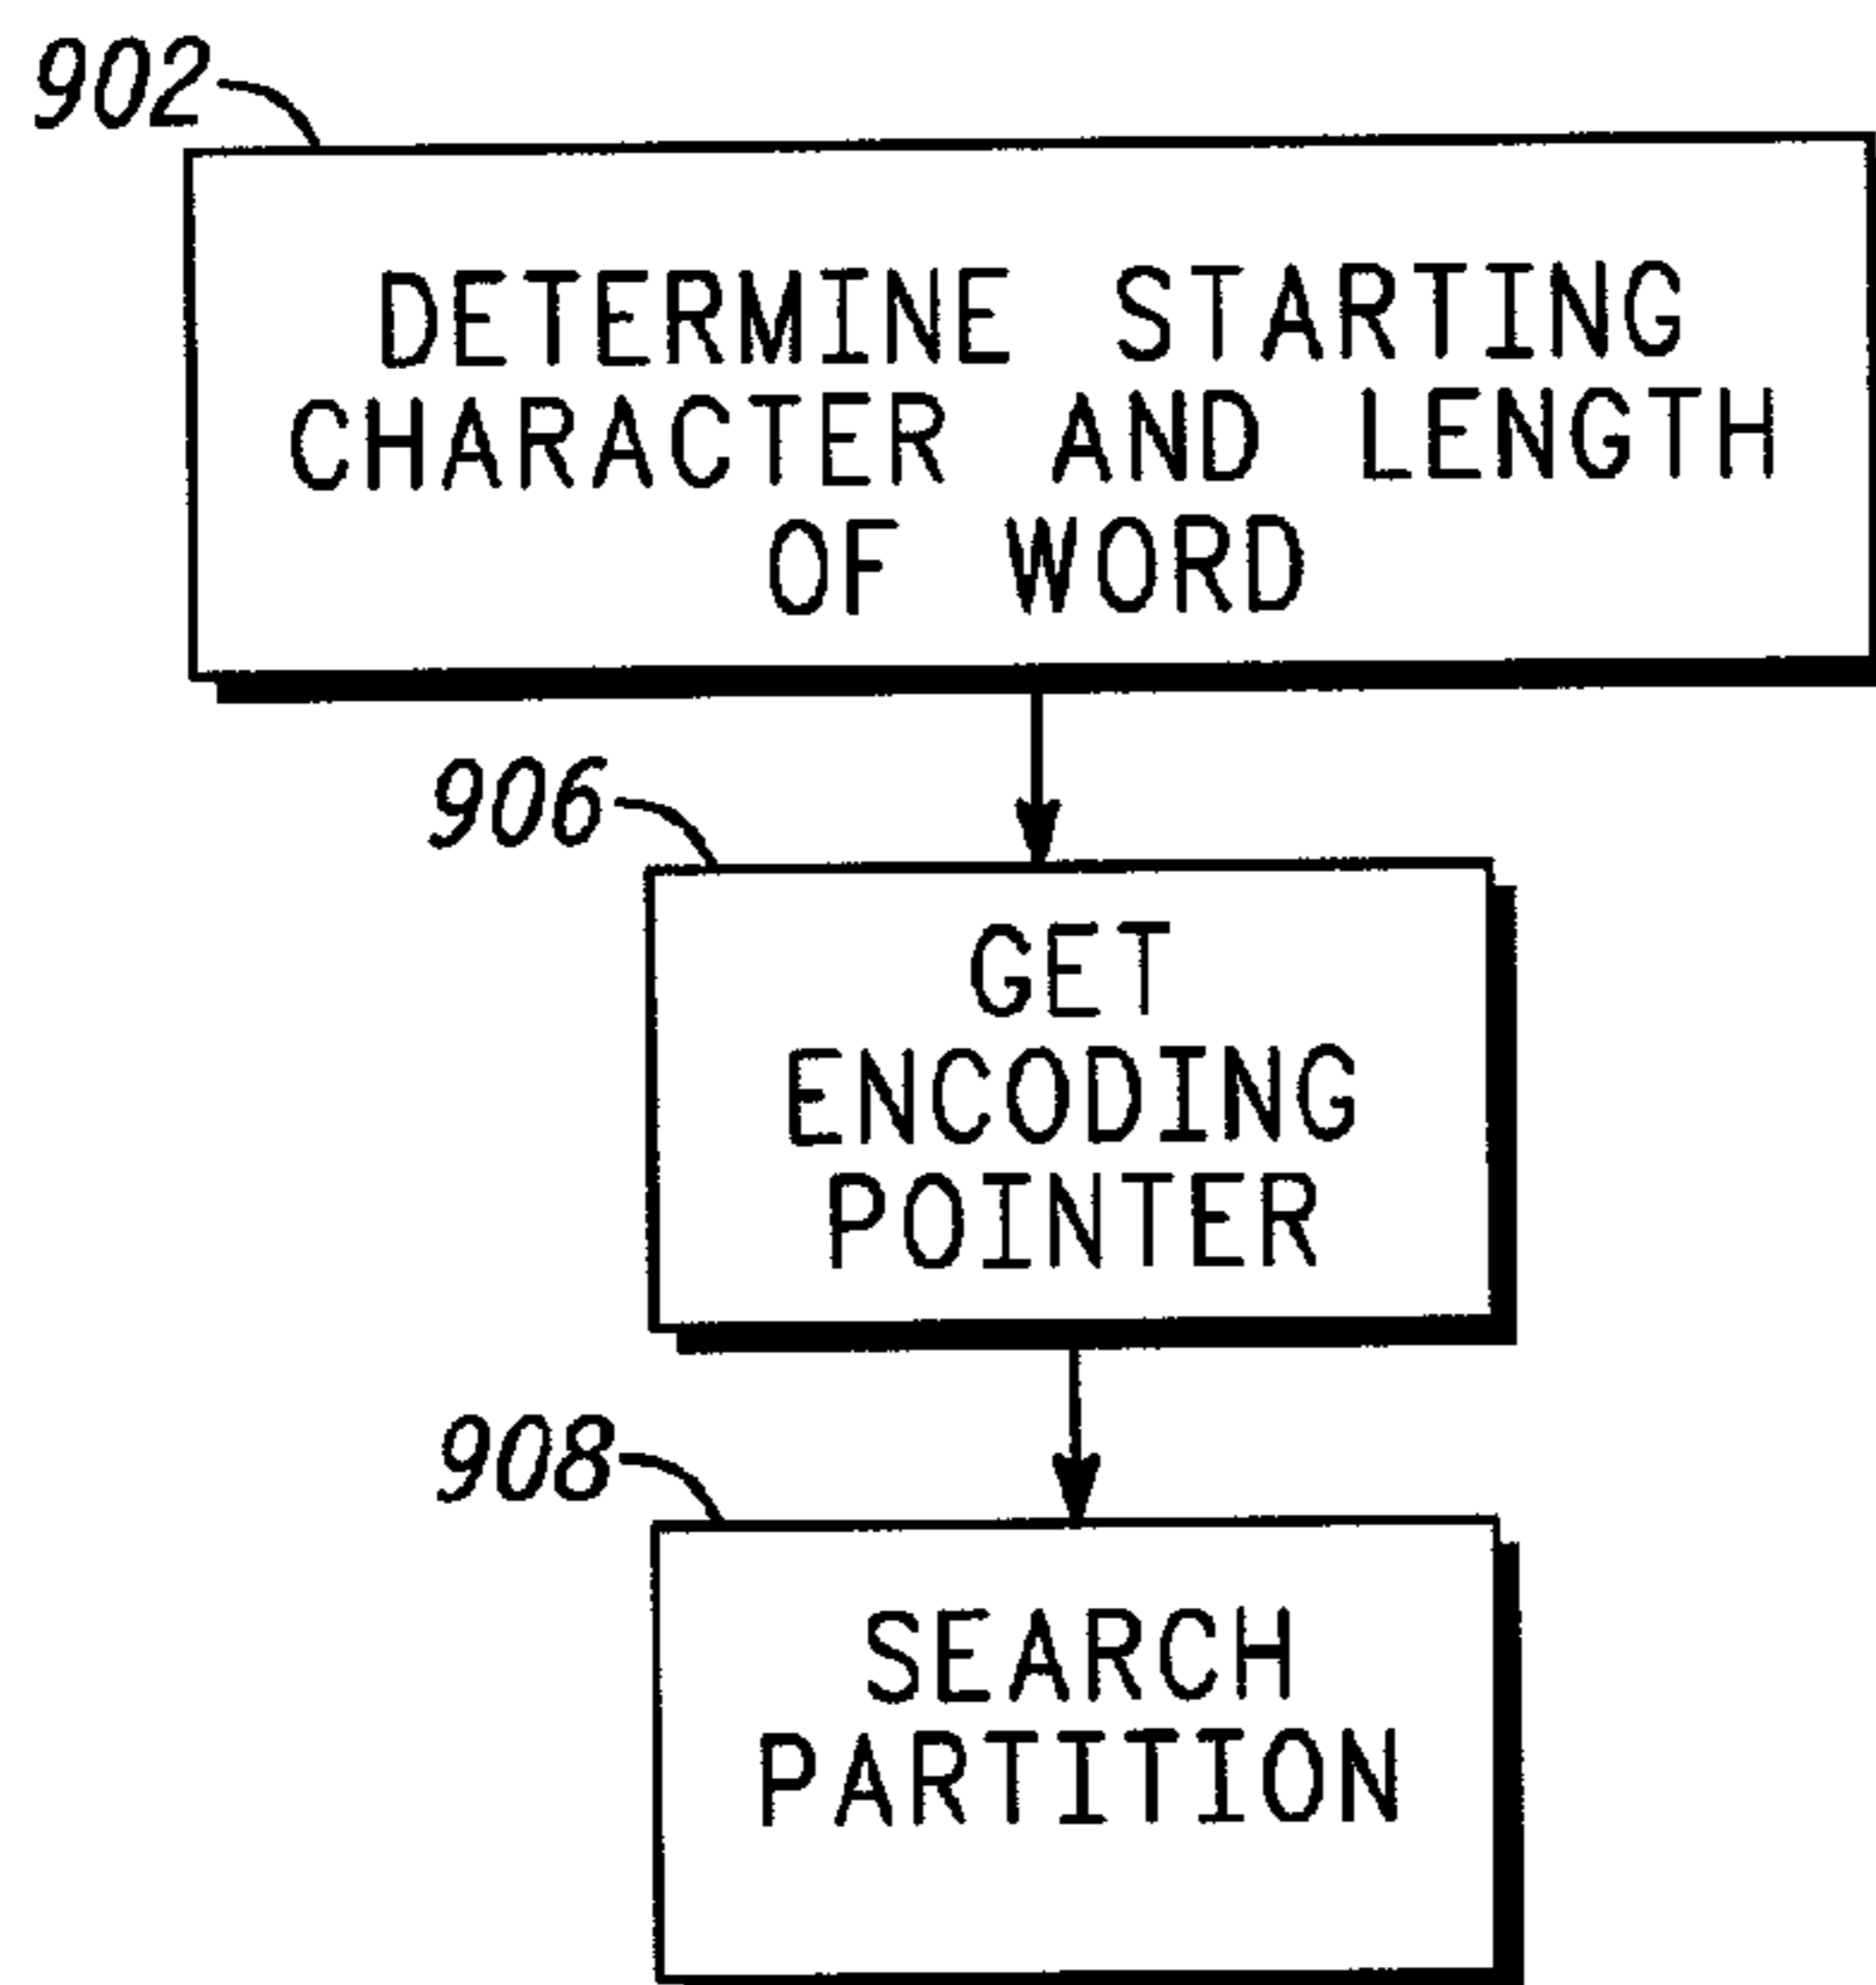 902
DETERMINE STARTING
CHARACTER AND LENGTH
OF WORD
906
GET
ENCODING
POINTER
908
SEARCH
PARTITION